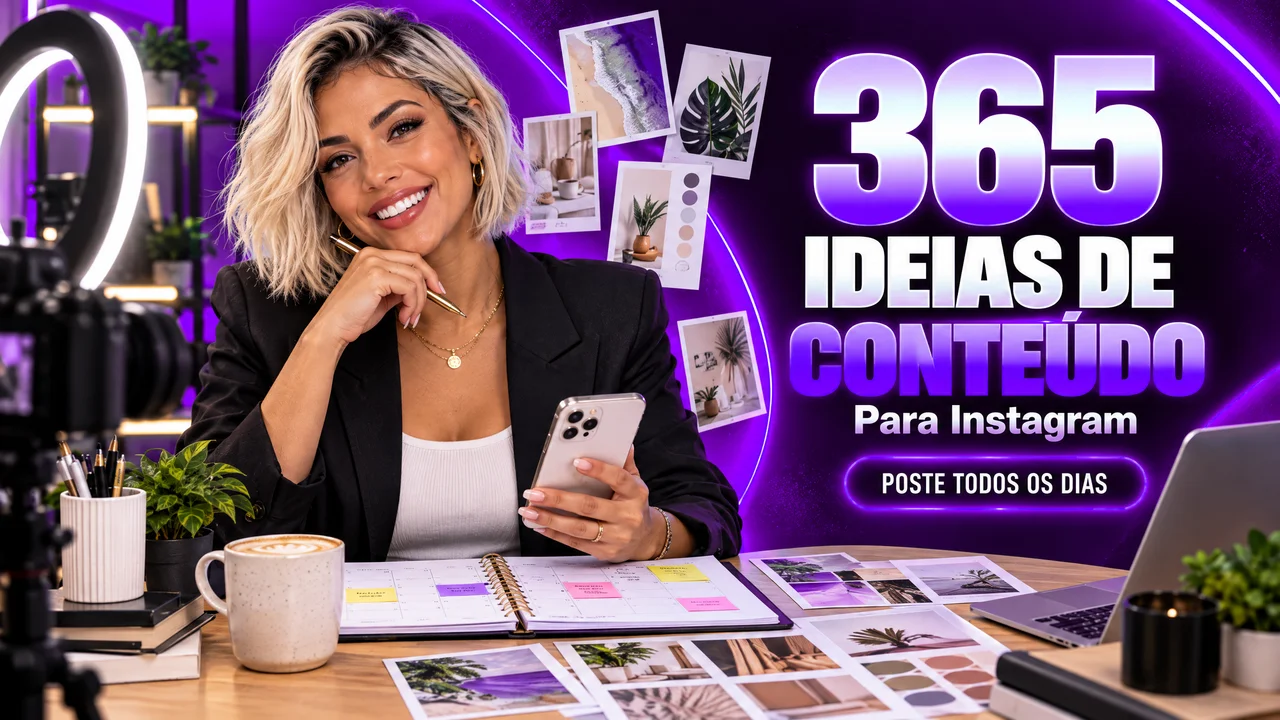 365
IDEIAS DE
CONTEÚDO
Para Instagram
POSTE TODOS OS DIAS